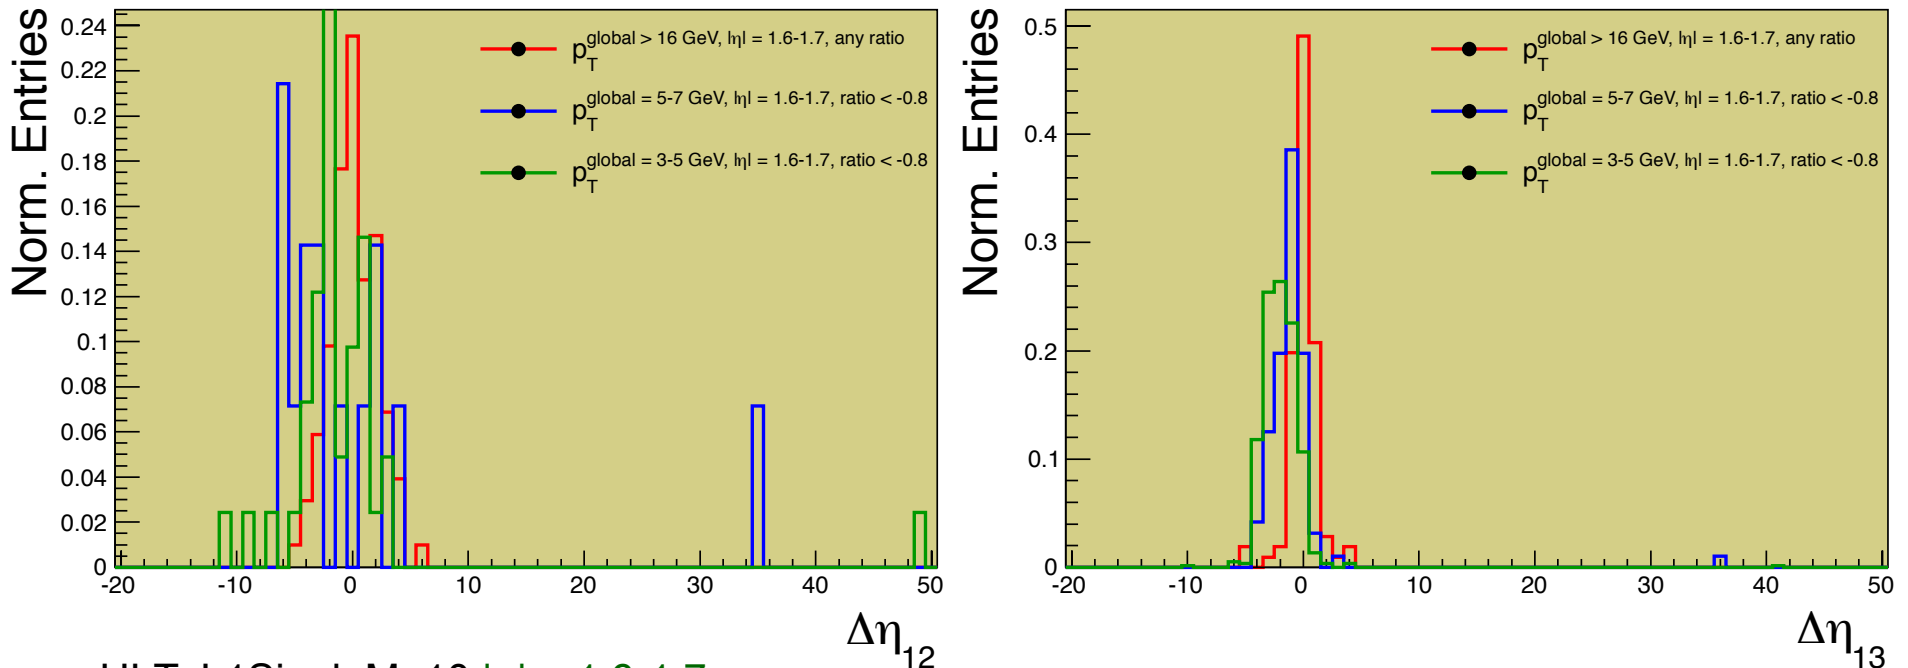 Norm. Entries
0.24
0.22
0.2
0.18
0.16
0.14
0.12
0.1
0.08
0.06
0.04
0.02
0
p_T^global > 16 GeV, |η| = 1.6-1.7, any ratio
p_T^global = 5-7 GeV, |η| = 1.6-1.7, ratio < -0.8
p_T^global = 3-5 GeV, |η| = 1.6-1.7, ratio < -0.8
-20 -10 0 10 20 30 40 50
Δη_12
Norm. Entries
0.5
0.4
0.3
0.2
0.1
0
p_T^global > 16 GeV, |η| = 1.6-1.7, any ratio
p_T^global = 5-7 GeV, |η| = 1.6-1.7, ratio < -0.8
p_T^global = 3-5 GeV, |η| = 1.6-1.7, ratio < -0.8
-20 -10 0 10 20 30 40 50
Δη_13